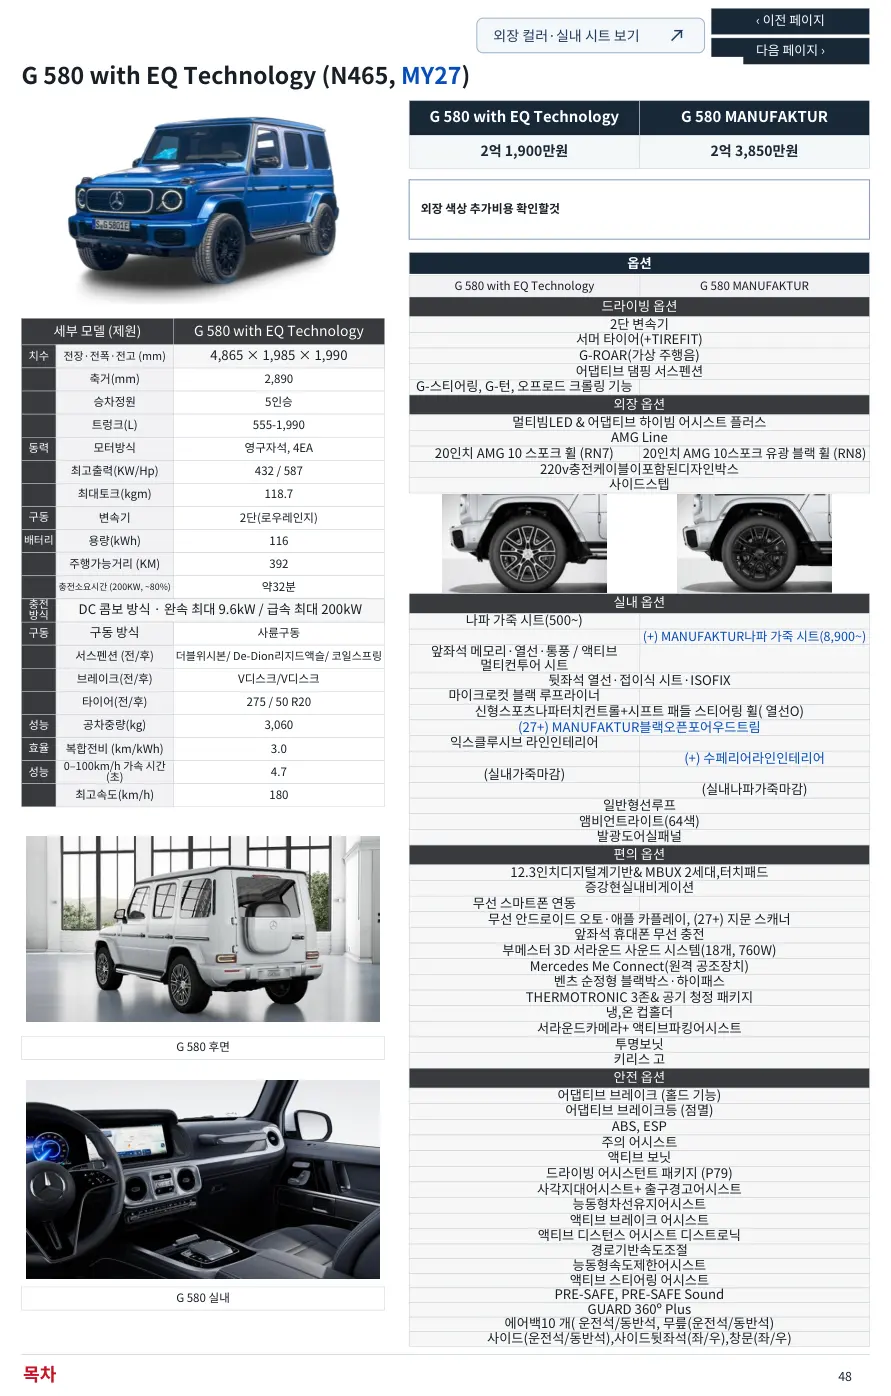 외장 컬러·실내 시트 보기
‹ 이전 페이지
다음 페이지 ›
G 580 with EQ Technology (N465, MY27)
G 580 with EQ Technology G 580 MANUFAKTUR
2억 1,900만원 2억 3,850만원
외장 색상 추가비용 확인할것
세부 모델 (제원) G 580 with EQ Technology
치수 전장·전폭·전고 (mm) 4,865 × 1,985 × 1,990
축거(mm) 2,890
승차정원 5인승
트렁크(L) 555-1,990
동력 모터방식 영구자석, 4EA
최고출력(KW/Hp) 432 / 587
최대토크(kgm) 118.7
구동 변속기 2단(로우레인지)
배터리 용량(kWh) 116
주행가능거리 (KM) 392
충전소요시간 (200KW, ~80%) 약32분
충전 방식 DC 콤보 방식 · 완속 최대 9.6kW / 급속 최대 200kW
구동 구동 방식 사륜구동
서스펜션 (전/후) 더블위시본/ De-Dion리지드액슬/ 코일스프링
브레이크(전/후) V디스크/V디스크
타이어(전/후) 275 / 50 R20
성능 공차중량(kg) 3,060
효율 복합전비 (km/kWh) 3.0
성능 0–100km/h 가속 시간 (초) 4.7
최고속도(km/h) 180
G 580 후면
G 580 실내
옵션
G 580 with EQ Technology G 580 MANUFAKTUR
드라이빙 옵션
2단 변속기
서머 타이어(+TIREFIT)
G-ROAR(가상 주행음)
어댑티브 댐핑 서스펜션
G-스티어링, G-턴, 오프로드 크롤링 기능
외장 옵션
멀티빔LED & 어댑티브 하이빔 어시스트 플러스
AMG Line
20인치 AMG 10 스포크 휠 (RN7) 20인치 AMG 10스포크 유광 블랙 휠 (RN8)
220v충전케이블이포함된디자인박스
사이드스텝
실내 옵션
나파 가죽 시트(500~)
(+) MANUFAKTUR나파 가죽 시트(8,900~)
앞좌석 메모리·열선·통풍 / 액티브
멀티컨투어 시트
뒷좌석 열선·접이식 시트·ISOFIX
마이크로컷 블랙 루프라이너
신형스포츠나파터치컨트롤+시프트 패들 스티어링 휠( 열선O)
(27+) MANUFAKTUR블랙오픈포어우드트림
익스클루시브 라인인테리어
(+) 수페리어라인인테리어
(실내가죽마감)
(실내나파가죽마감)
일반형선루프
앰비언트라이트(64색)
발광도어실패널
편의 옵션
12.3인치디지털계기반& MBUX 2세대,터치패드
증강현실내비게이션
무선 스마트폰 연동
무선 안드로이드 오토·애플 카플레이, (27+) 지문 스캐너
앞좌석 휴대폰 무선 충전
부메스터 3D 서라운드 사운드 시스템(18개, 760W)
Mercedes Me Connect(원격 공조장치)
벤츠 순정형 블랙박스·하이패스
THERMOTRONIC 3존& 공기 청정 패키지
냉,온 컵홀더
서라운드카메라+ 액티브파킹어시스트
투명보닛
키리스 고
안전 옵션
어댑티브 브레이크 (홀드 기능)
어댑티브 브레이크등 (점멸)
ABS, ESP
주의 어시스트
액티브 보닛
드라이빙 어시스턴트 패키지 (P79)
사각지대어시스트+ 출구경고어시스트
능동형차선유지어시스트
액티브 브레이크 어시스트
액티브 디스턴스 어시스트 디스트로닉
경로기반속도조절
능동형속도제한어시스트
액티브 스티어링 어시스트
PRE-SAFE, PRE-SAFE Sound
GUARD 360º Plus
에어백10 개( 운전석/동반석, 무릎(운전석/동반석)
사이드(운전석/동반석),사이드뒷좌석(좌/우),창문(좌/우)
목차 48